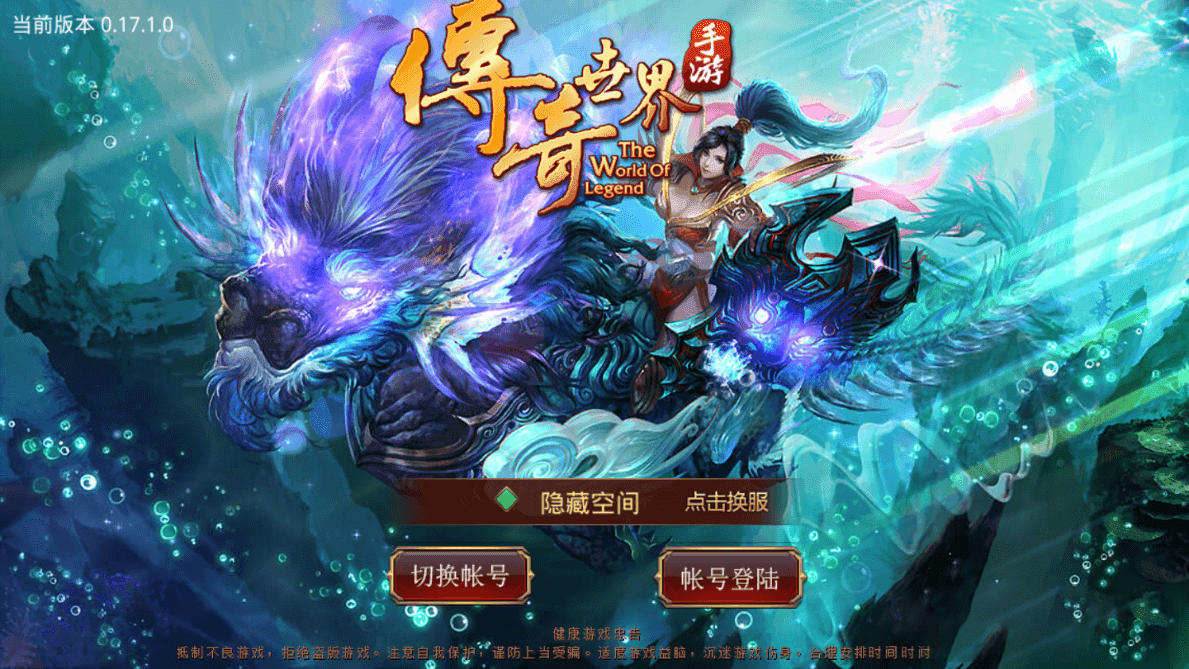 当前版本 0.17.1.0
傳奇世界
手游
The
World Of
Legend
隐藏空间 点击换服
切换帐号 帐号登陆
健康游戏忠告
抵制不良游戏，拒绝盗版游戏。注意自我保护，谨防上当受骗。适度游戏益脑，沉迷游戏伤身。合理安排时间